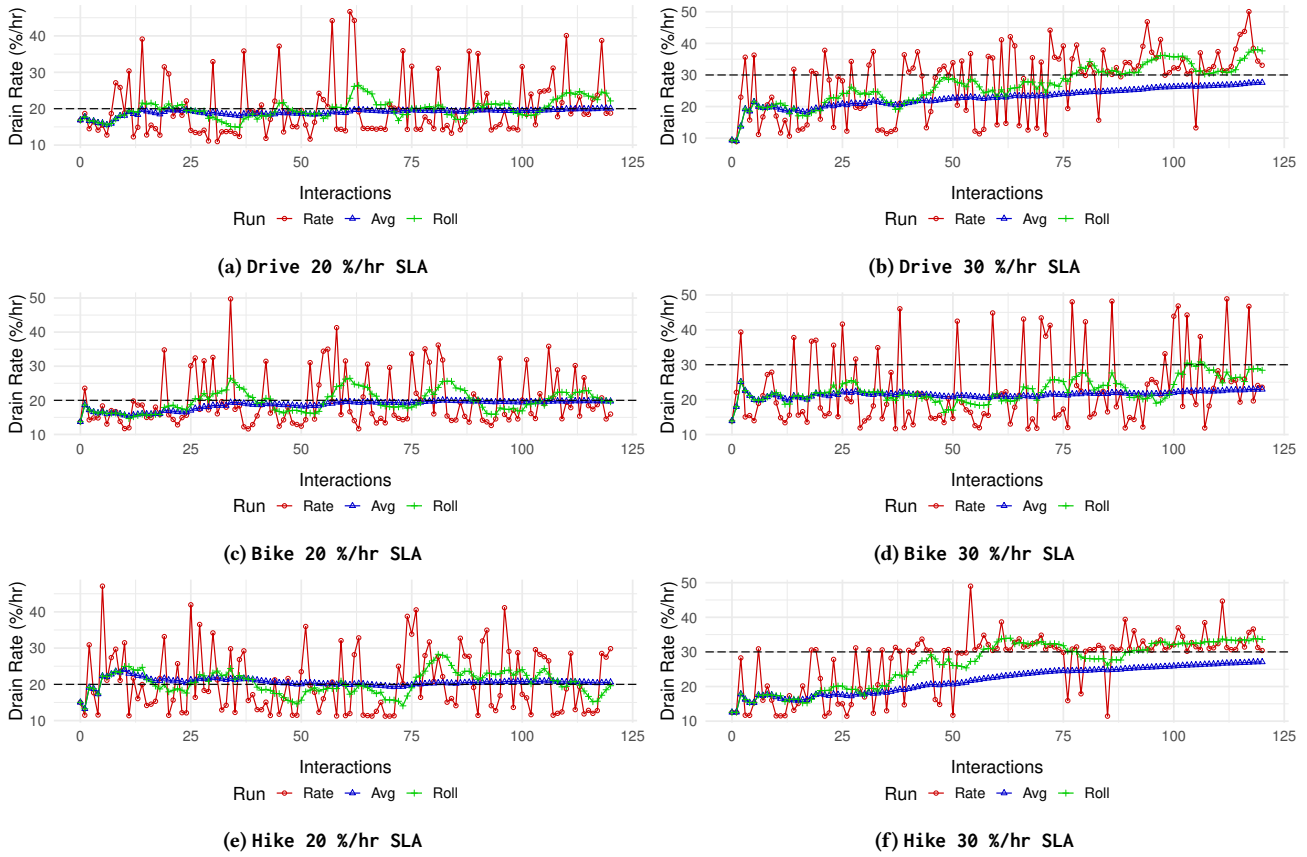 Drain Rate (%/hr)
40
30
20
10
0
25
50
75
100
125
Interactions
Run Rate Avg Roll
(a) Drive 20 %/hr SLA
Drain Rate (%/hr)
50
40
30
20
10
0
25
50
75
100
125
Interactions
Run Rate Avg Roll
(b) Drive 30 %/hr SLA
Drain Rate (%/hr)
50
40
30
20
10
0
25
50
75
100
125
Interactions
Run Rate Avg Roll
(c) Bike 20 %/hr SLA
Drain Rate (%/hr)
50
40
30
20
10
0
25
50
75
100
125
Interactions
Run Rate Avg Roll
(d) Bike 30 %/hr SLA
Drain Rate (%/hr)
40
30
20
10
0
25
50
75
100
125
Interactions
Run Rate Avg Roll
(e) Hike 20 %/hr SLA
Drain Rate (%/hr)
50
40
30
20
10
0
25
50
75
100
125
Interactions
Run Rate Avg Roll
(f) Hike 30 %/hr SLA